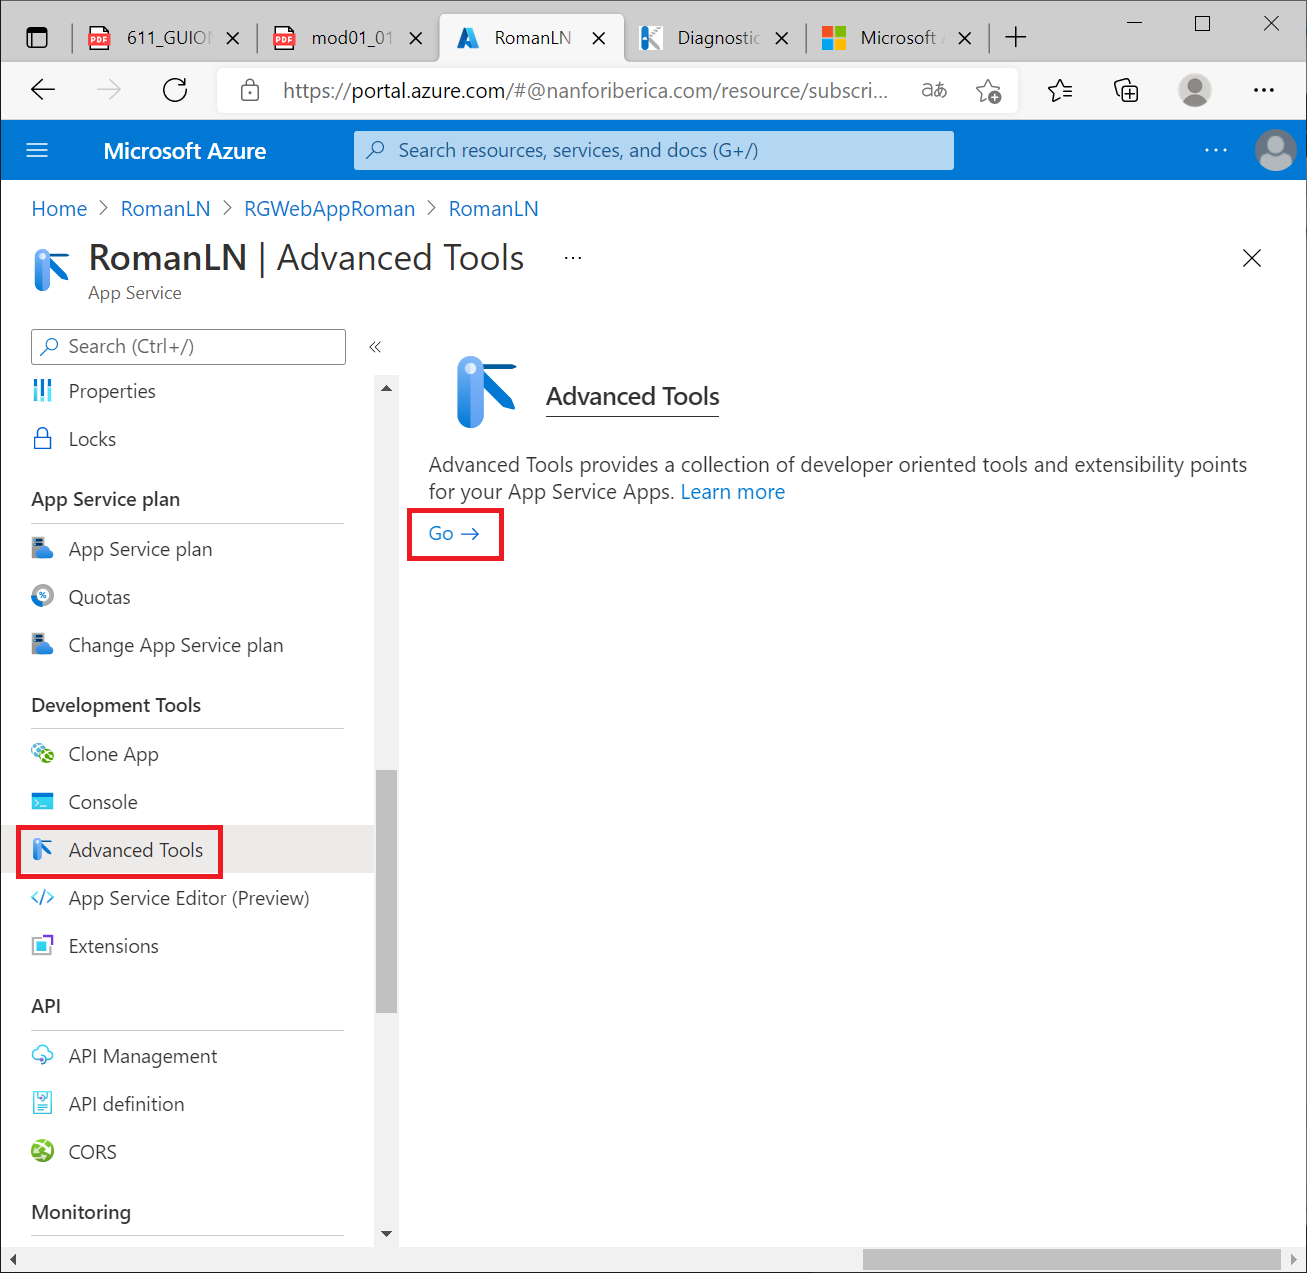 611_GUION
mod01_01
RomanLN
Diagnostic
Microsoft A
https://portal.azure.com/#@nanforiberica.com/resource/subscri...
aあ
Microsoft Azure
Search resources, services, and docs (G+/)
Home > RomanLN > RGWebAppRoman > RomanLN
RomanLN | Advanced Tools ...
App Service
Search (Ctrl+/)
«
Properties
Locks
App Service plan
App Service plan
Quotas
Change App Service plan
Development Tools
Clone App
Console
Advanced Tools
App Service Editor (Preview)
Extensions
API
API Management
API definition
CORS
Monitoring
Advanced Tools
Advanced Tools provides a collection of developer oriented tools and extensibility points
for your App Service Apps. Learn more
Go →